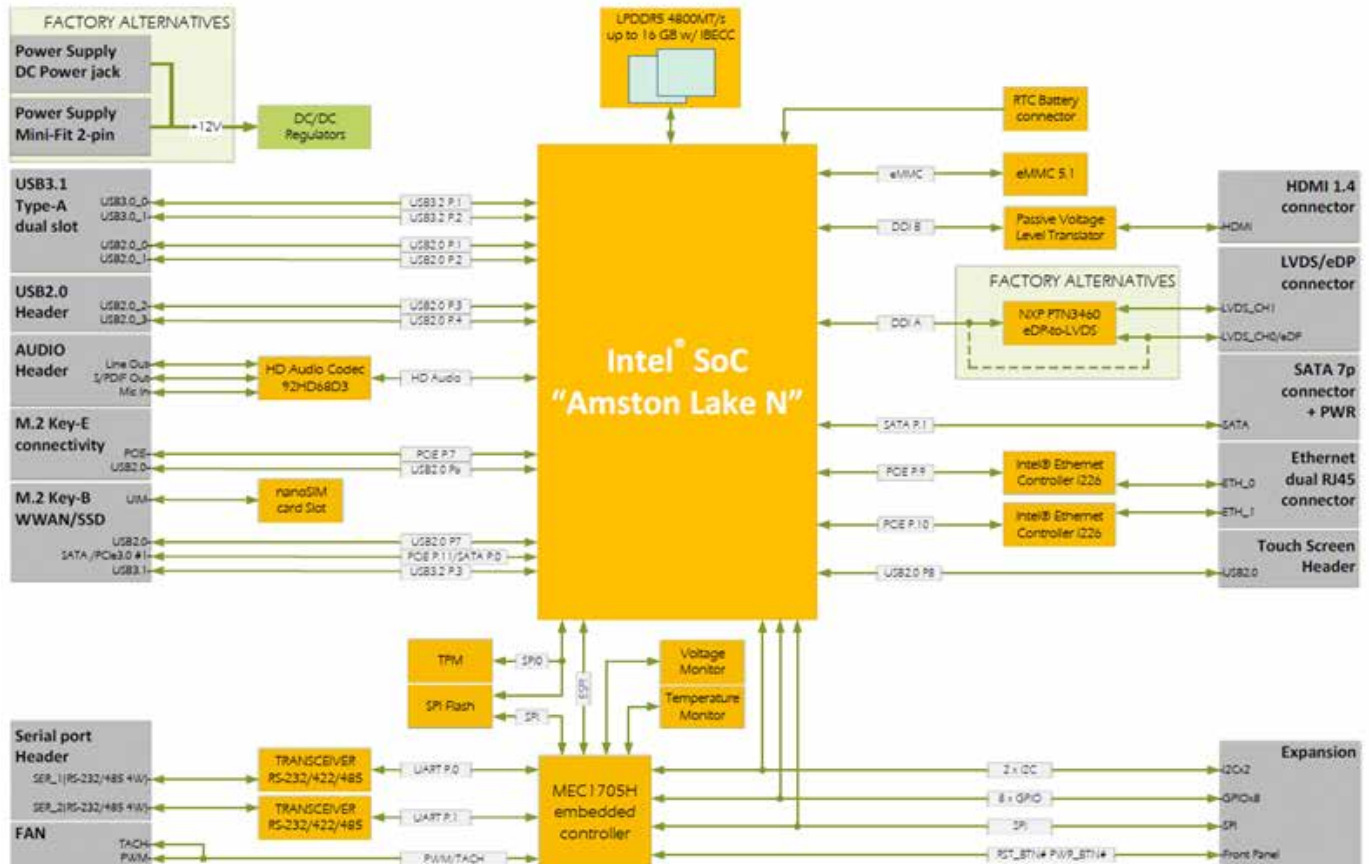 FACTORY ALTERNATIVES
Power Supply
DC Power jack
Power Supply
Mini-Fit 2-pin
+12V
DC/DC
Regulators
LPDDR5 4800MT/s
up to 16 GB w/ IBECC
RTC Battery
connector
eMMC
eMMC 5.1
USB3.1
Type-A
dual slot
USB3.0_0
USB3.0_1
USB2.0_0
USB2.0_1
USB3.2 P.1
USB3.2 P.2
USB2.0 P.1
USB2.0 P.2
DDI B
Passive Voltage
Level Translator
HDMI 1.4
connector
HDMI
USB2.0
Header
USB2.0_2
USB2.0_3
USB2.0 P.3
USB2.0 P.4
FACTORY ALTERNATIVES
DDI A
NXP PTN3460
eDP-to-LVDS
LVDS/eDP
connector
LVDS_CH1
LVDS_CH0/eDP
AUDIO
Header
Line Out
S/PDIF Out
Mic In
HD Audio Codec
92HD68D3
HD Audio
Intel® SoC
"Amston Lake N"
SATA 7p
connector
+ PWR
SATA P.1
SATA
M.2 Key-E
connectivity
PCIE
USB2.0
PCIE P.7
USB2.0 P6
PCIE P.9
Intel® Ethernet
Controller i226
PCIE P.10
Intel® Ethernet
Controller i226
Ethernet
dual RJ45
connector
ETH_0
ETH_1
M.2 Key-B
WWAN/SSD
UIM
nanoSIM
card Slot
USB2.0
SATA /PCIe3.0 #1
USB3.1
USB2.0 P7
PCIE P.11/SATA P.0
USB3.2 P.3
USB2.0 P8
Touch Screen
Header
USB2.0
TPM
SPI0
SPI Flash
SPI
eSPI
Voltage
Monitor
Temperature
Monitor
Serial port
Header
SER_1(RS-232/485 4W)
SER_2(RS-232/485 4W)
TRANSCEIVER
RS-232/422/485
TRANSCEIVER
RS-232/422/485
UART P.0
UART P.1
MEC1705H
embedded
controller
2 x I2C
8 x GPIO
SPI
RST_BTN# PWR_BTN#
Expansion
I2Cx2
GPIOx8
SPI
Front Panel
FAN
TACH
PWM
PWM/TACH